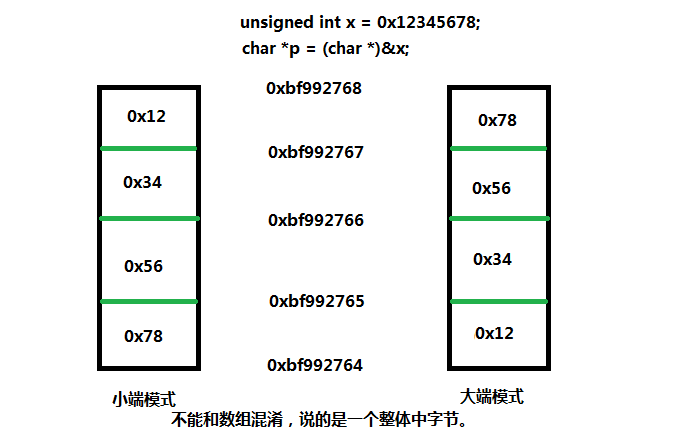 unsigned int x = 0x12345678;
char *p = (char *)&x;
0xbf992768
0x12
0x78
0xbf992767
0x34
0x56
0xbf992766
0x56
0x34
0xbf992765
0x78
0x12
0xbf992764
小端模式
大端模式
不能和数组混淆，说的是一个整体中字节。